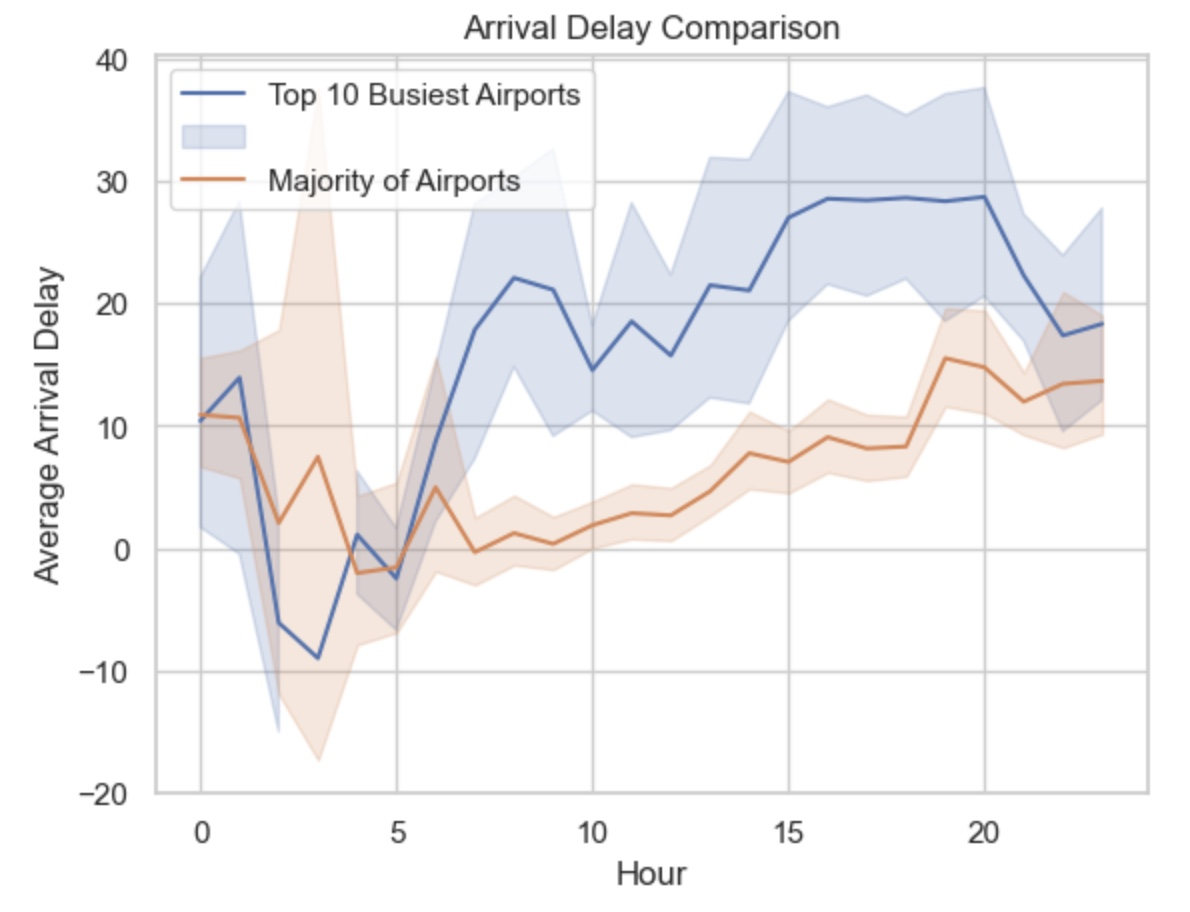 Arrival Delay Comparison
40
30
20
10
0
−10
−20
Average Arrival Delay
Top 10 Busiest Airports
Majority of Airports
0 5 10 15 20
Hour